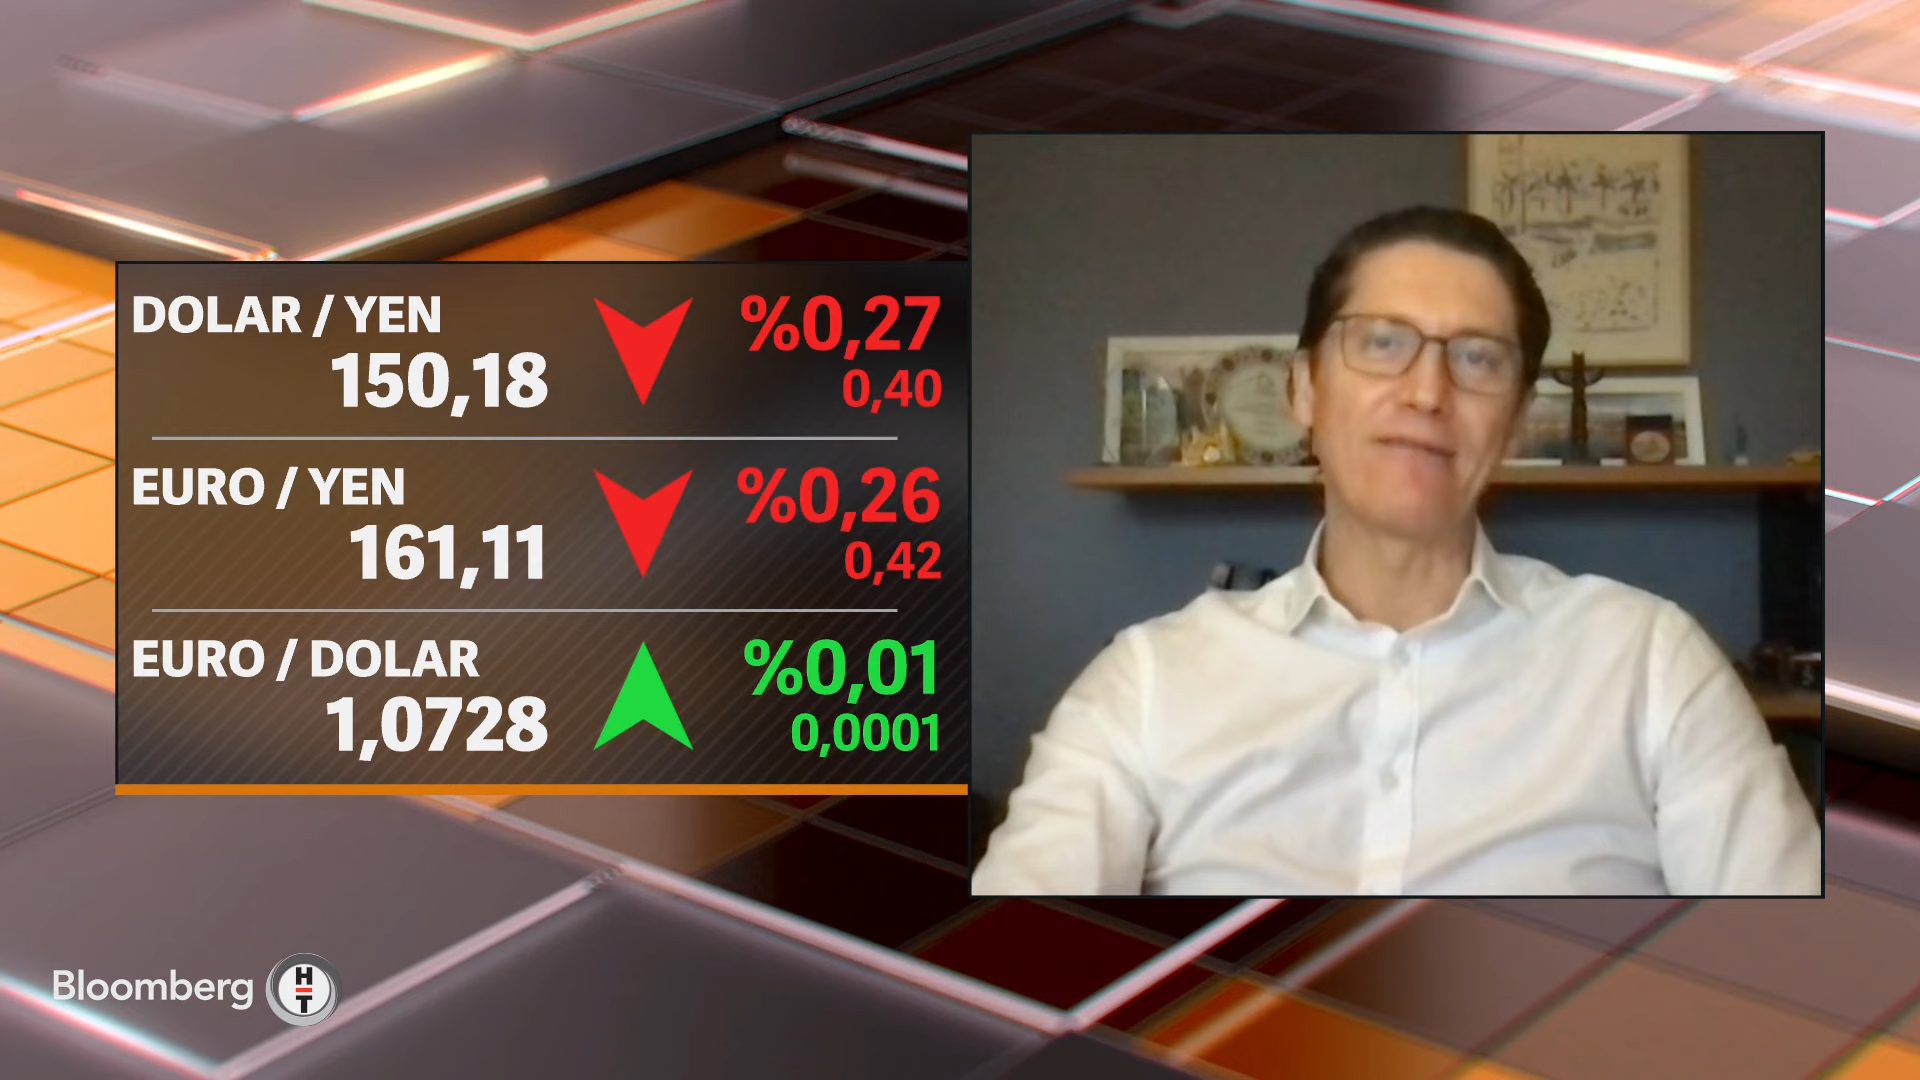 DOLAR / YEN
150,18
%0,27
0,40
EURO / YEN
161,11
%0,26
0,42
EURO / DOLAR
1,0728
%0,01
0,0001
Bloomberg HT